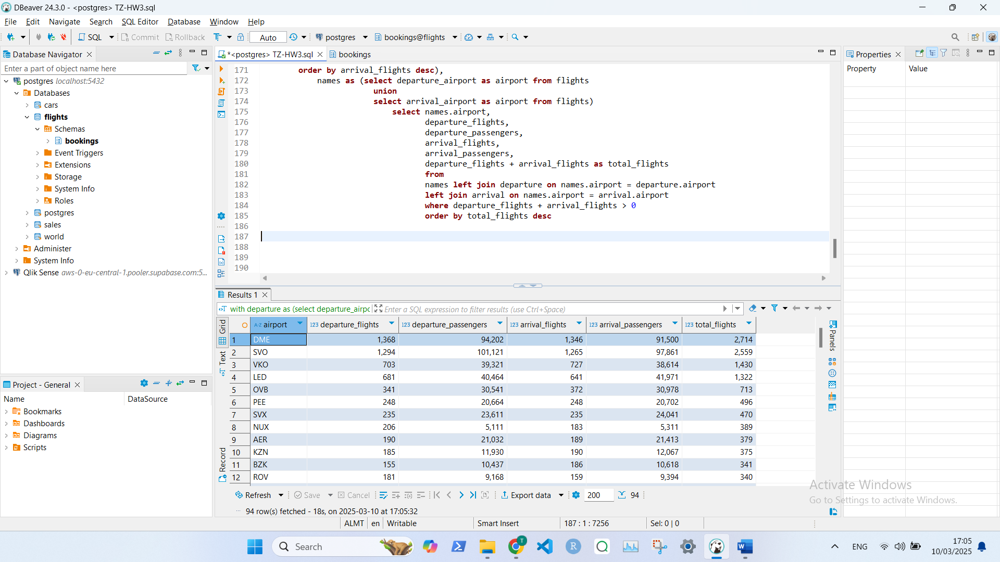 DBeaver 24.3.0 - <postgres> TZ-HW3.sql
File Edit Navigate Search SQL Editor Database Window Help
SQL Commit Rollback Auto postgres bookings@flights
Database Navigator
Enter a part of object name here
postgres localhost:5432
Databases
cars
flights
Schemas
bookings
Event Triggers
Extensions
Storage
System Info
Roles
postgres
sales
world
Administer
System Info
Qlik Sense aws-0-eu-central-1.pooler.supabase.com:5...
Project - General
Name DataSource
Bookmarks
Dashboards
Diagrams
Scripts
*<postgres> TZ-HW3.sql bookings
171 order by arrival_flights desc),
172 names as (select departure_airport as airport from flights
173 union
174 select arrival_airport as airport from flights)
175 select names.airport,
176 departure_flights,
177 departure_passengers,
178 arrival_flights,
179 arrival_passengers,
180 departure_flights + arrival_flights as total_flights
181 from
182 names left join departure on names.airport = departure.airport
183 left join arrival on names.airport = arrival.airport
184 where departure_flights + arrival_flights > 0
185 order by total_flights desc
186
187
188
189
190
Results 1
with departure as (select departure_airpo Enter a SQL expression to filter results (use Ctrl+Space)
Grid
Text
Record
A-Z airport 123 departure_flights 123 departure_passengers 123 arrival_flights 123 arrival_passengers 123 total_flights
1 DME 1,368 94,202 1,346 91,500 2,714
2 SVO 1,294 101,121 1,265 97,861 2,559
3 VKO 703 39,321 727 38,614 1,430
4 LED 681 40,464 641 41,971 1,322
5 OVB 341 30,541 372 30,978 713
6 PEE 248 20,664 248 20,702 496
7 SVX 235 23,611 235 24,041 470
8 NUX 206 5,111 183 5,311 389
9 AER 190 21,032 189 21,413 379
10 KZN 185 11,930 190 12,067 375
11 BZK 155 10,437 186 10,618 341
12 ROV 181 9,168 159 9,394 340
Panels
Refresh Save Cancel Export data 200 94
94 row(s) fetched - 18s, on 2025-03-10 at 17:05:32
ALMT en Writable Smart Insert 187 : 1 : 7256 Sel: 0 | 0
Properties
Property Value
Activate Windows
Go to Settings to activate Windows.
Search
ENG
17:05
10/03/2025